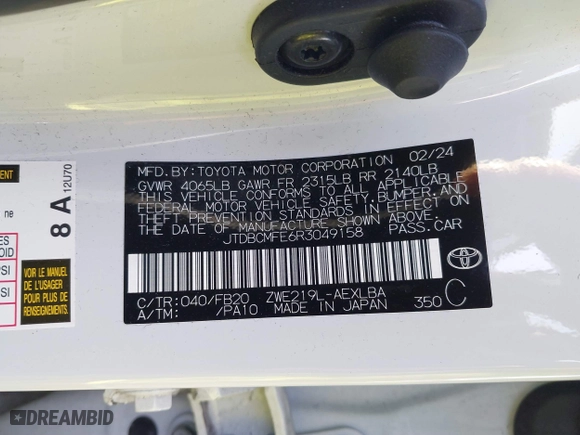 MFD. BY: TOYOTA MOTOR CORPORATION 02/24
GVWR 4065LB GAWR FR 2315LB RR 2140LB
THIS VEHICLE CONFORMS TO ALL APPLICABLE
FEDERAL MOTOR VEHICLE SAFETY, BUMPER, AND
THEFT PREVENTION STANDARDS IN EFFECT ON
THE DATE OF MANUFACTURE SHOWN ABOVE.
JTDBCMFE6R3049158 PASS.CAR
C/TR: 040/FB20 ZWE219L-AEXLBA
A/TM: /PA10 MADE IN JAPAN 350 C
TOYOTA
8 A 12U70
ne
VOIR LE MANUEL
DE L'USAGER
POUR PLUS DE
RENSEIGNEMENTS.
DREAMBID